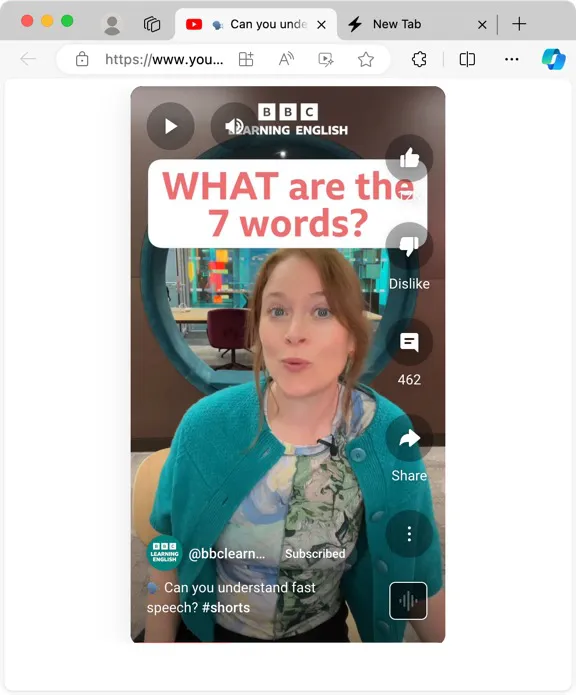 Can you unde
New Tab
https://www.you...
BBC
LEARNING ENGLISH
WHAT are the
7 words?
12K
Dislike
462
Share
BBC
LEARNING
ENGLISH
@bbclearn...
Subscribed
Can you understand fast
speech? #shorts